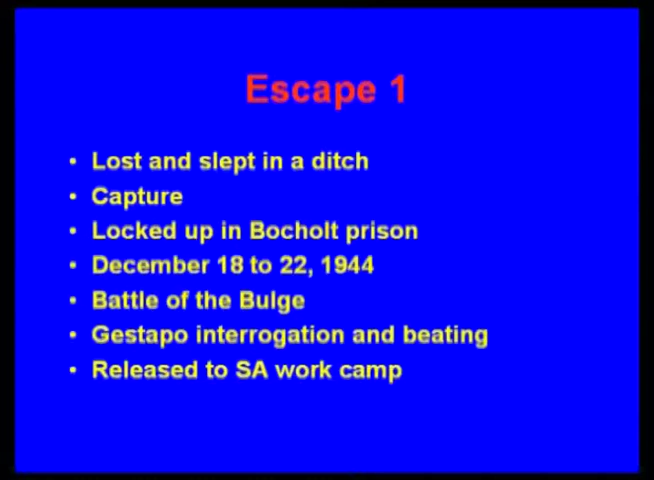 Escape 1
• Lost and slept in a ditch
• Capture
• Locked up in Bocholt prison
• December 18 to 22, 1944
• Battle of the Bulge
• Gestapo interrogation and beating
• Released to SA work camp